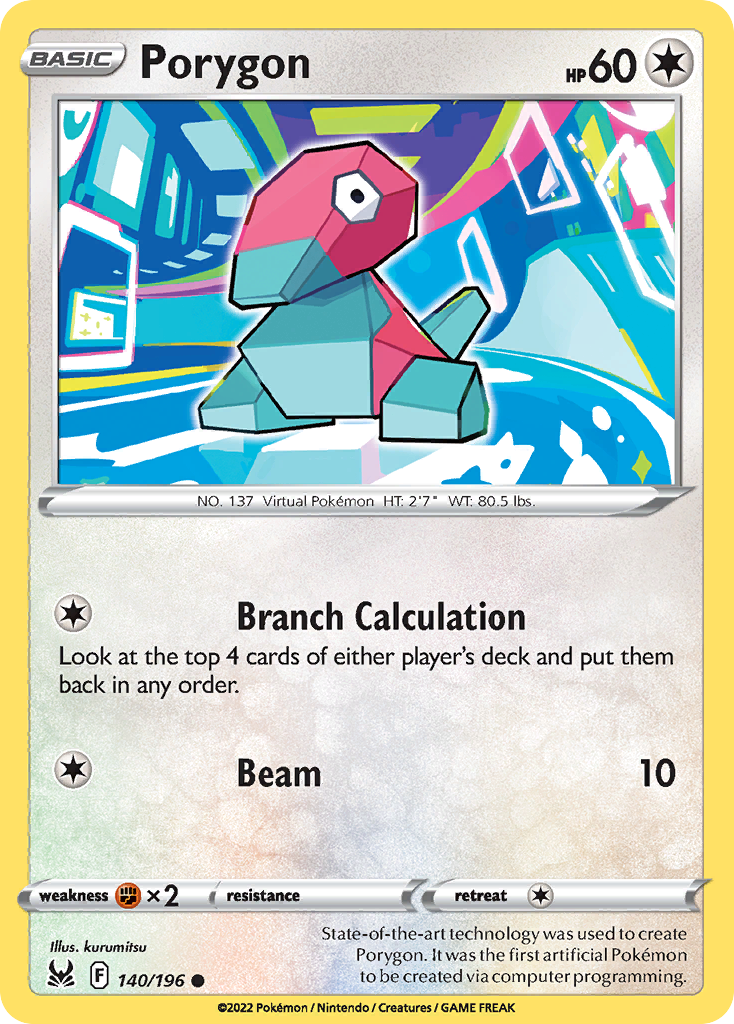 BASIC Porygon HP60
NO. 137 Virtual Pokémon HT: 2'7" WT: 80.5 lbs.
Branch Calculation
Look at the top 4 cards of either player's deck and put them
back in any order.
Beam 10
weakness ×2 resistance retreat
Illus. kurumitsu
F 140/196
State-of-the-art technology was used to create
Porygon. It was the first artificial Pokémon
to be created via computer programming.
©2022 Pokémon / Nintendo / Creatures / GAME FREAK